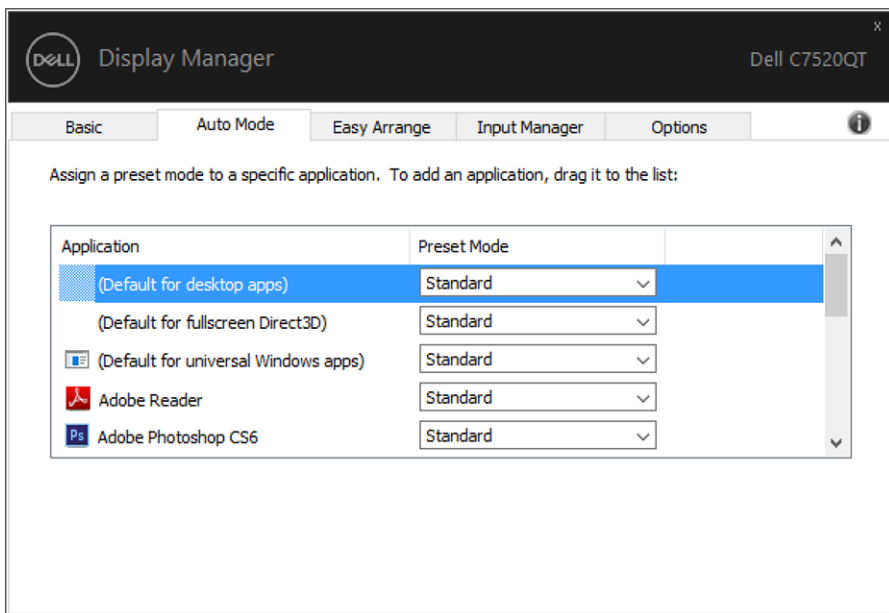 x
DELL Display Manager Dell C7520QT
Basic Auto Mode Easy Arrange Input Manager Options i
Assign a preset mode to a specific application. To add an application, drag it to the list:
Application Preset Mode
(Default for desktop apps) Standard
(Default for fullscreen Direct3D) Standard
(Default for universal Windows apps) Standard
Adobe Reader Standard
Ps Adobe Photoshop CS6 Standard